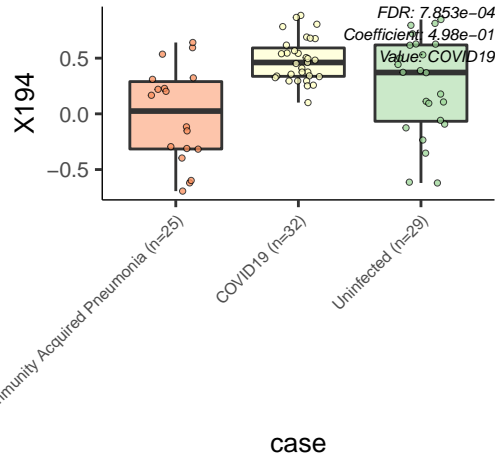 FDR: 7.853e−04
Coefficient: 4.98e−01
Value: COVID19
X194
0.5
0.0
−0.5
Acquired Pneumonia (n=25)
COVID19 (n=32)
Uninfected (n=29)
case